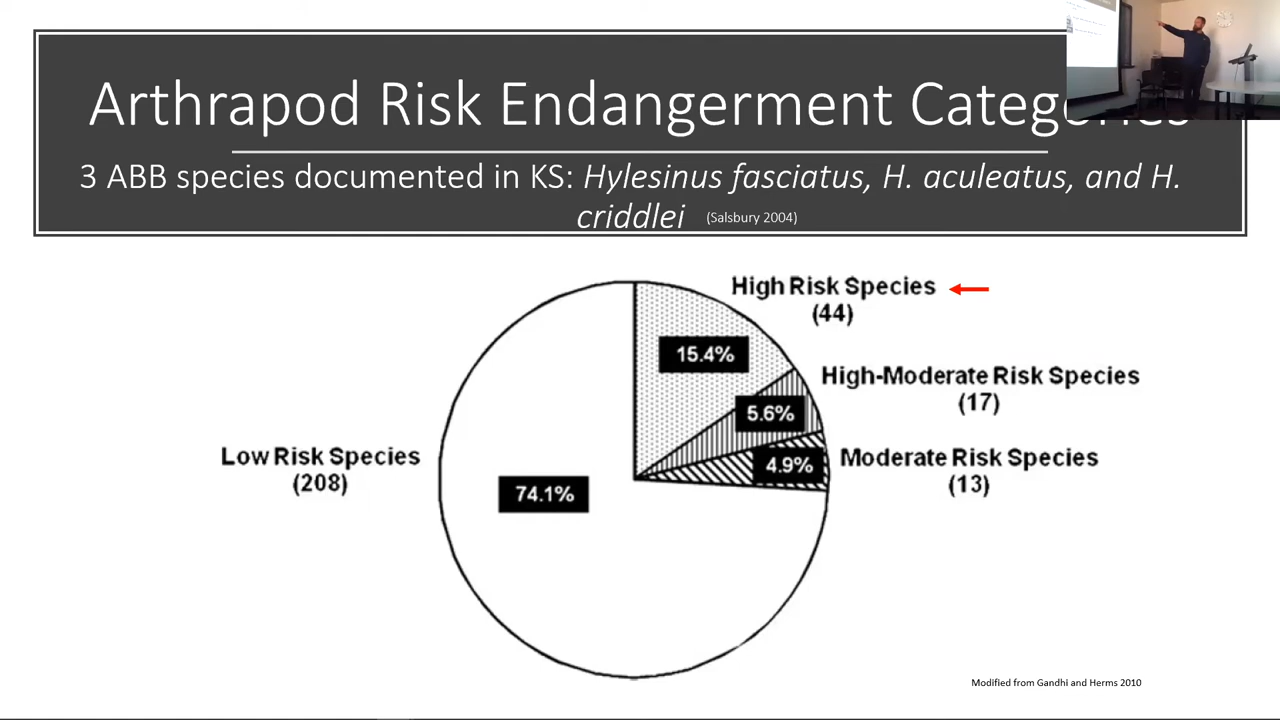 Arthrapod Risk Endangerment Categories
3 ABB species documented in KS: Hylesinus fasciatus, H. aculeatus, and H.
criddlei (Salsbury 2004)
High Risk Species
(44)
15.4%
High-Moderate Risk Species
(17)
5.6%
Low Risk Species
(208)
Moderate Risk Species
(13)
4.9%
74.1%
Modified from Gandhi and Herms 2010